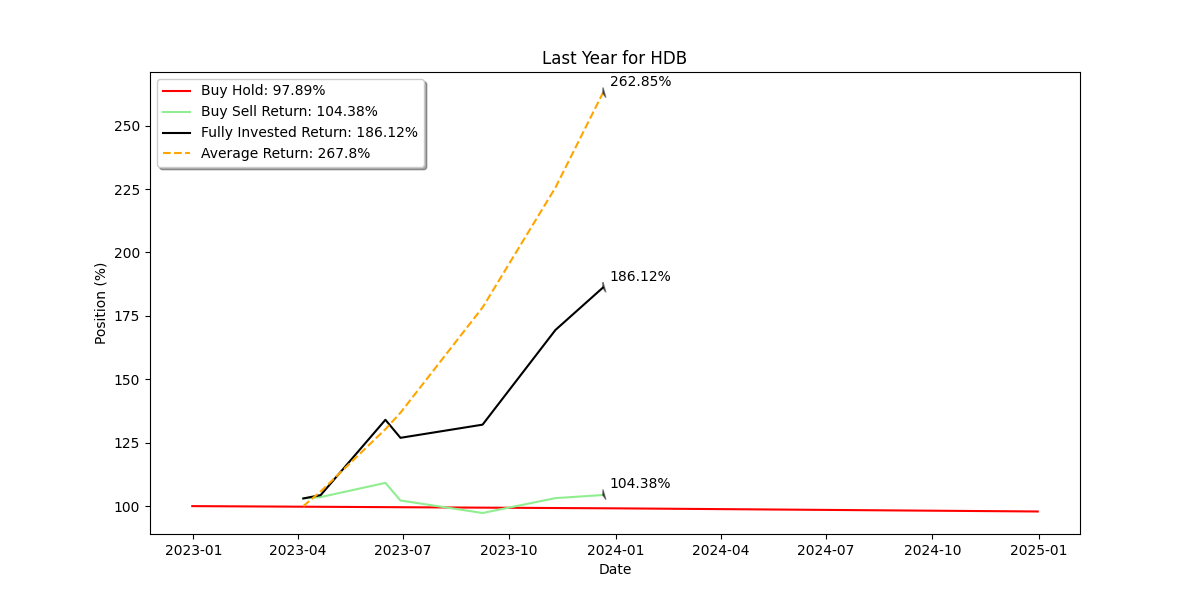 Last Year for HDB
262.85%
Buy Hold: 97.89%
Buy Sell Return: 104.38%
Fully Invested Return: 186.12%
Average Return: 267.8%
250
225
200
186.12%
175
150
125
104.38%
100
Position (%)
2023-01 2023-04 2023-07 2023-10 2024-01 2024-04 2024-07 2024-10 2025-01
Date